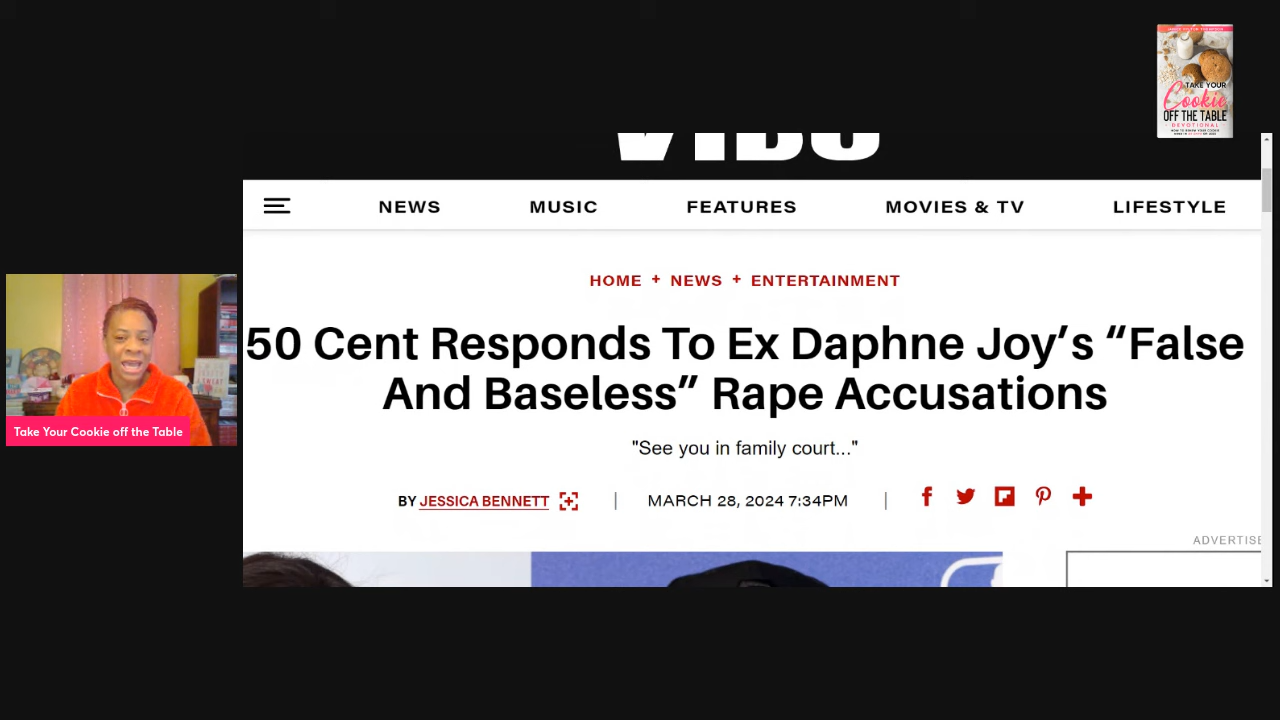 TAKE YOUR
Cookie
OFF THE TABLE
DEVOTIONAL
NEWS
MUSIC
FEATURES
MOVIES & TV
LIFESTYLE
HOME + NEWS + ENTERTAINMENT
50 Cent Responds To Ex Daphne Joy’s “False
And Baseless” Rape Accusations
"See you in family court..."
BY JESSICA BENNETT
MARCH 28, 2024 7:34PM
Take Your Cookie off the Table